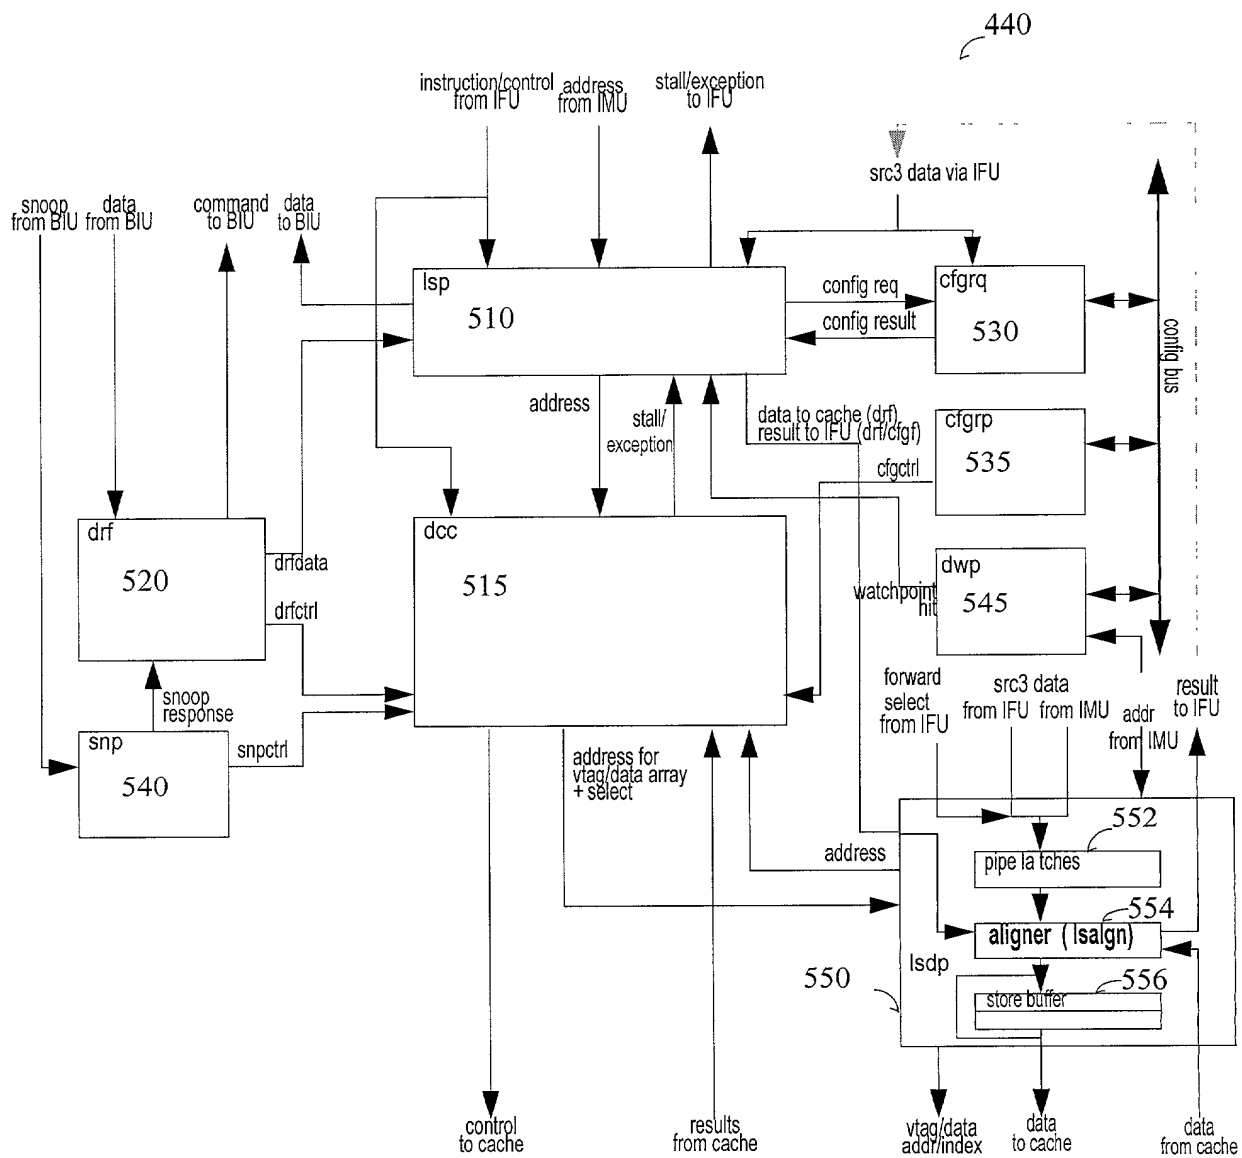 440
instruction/control
from IFU
address
from IMU
stall/exception
to IFU
src3 data via IFU
snoop
from BIU
data
from BIU
command
to BIU
data
to BIU
lsp
510
config req
config result
cfgrq
530
config bus
address
stall/
exception
data to cache (drf)
result to IFU (drf/cfgf)
cfgctrl
cfgrp
535
drf
520
drfdata
drfctrl
dcc
515
watchpoint
hit
dwp
545
snoop
response
snp
540
snpctrl
forward
select
from IFU
src3 data
from IFU
from IMU
addr
from IMU
result
to IFU
address for
vtag/data array
+ select
address
552
pipe la tches
554
aligner ( lsalgn)
lsdp
550
556
store buffer
control
to cache
results
from cache
vtag/data
addr/index
data
to cache
data
from cache